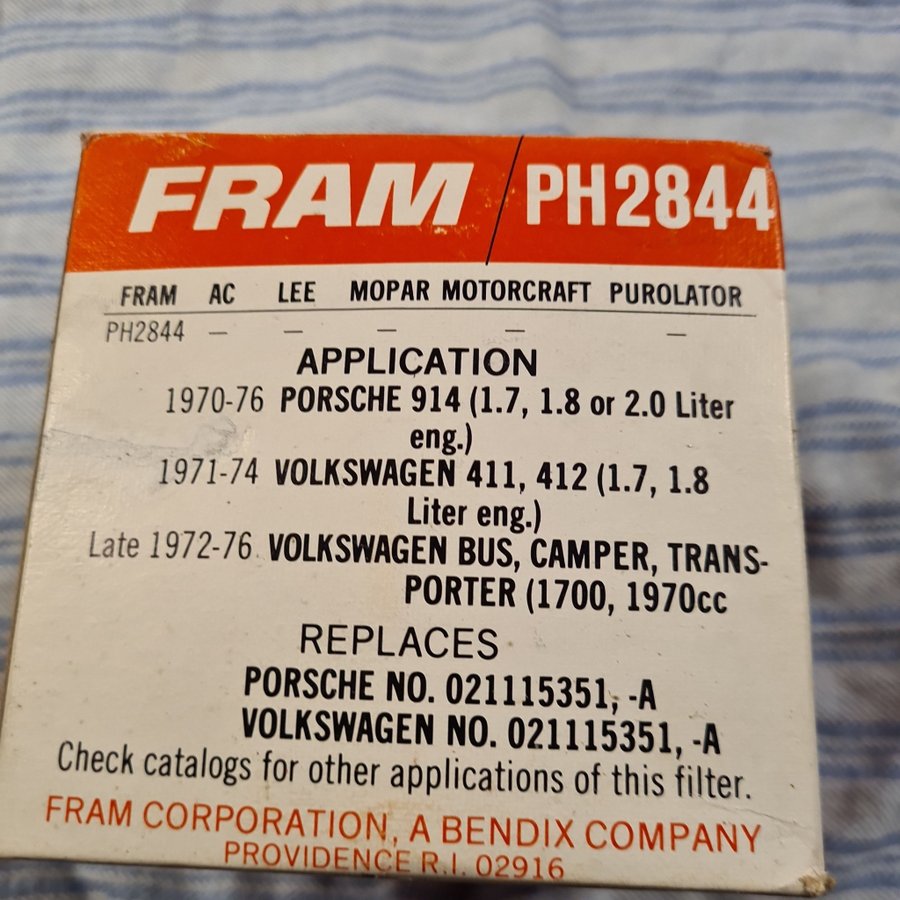 FRAM / PH2844
FRAM AC LEE MOPAR MOTORCRAFT PUROLATOR
PH2844 — — — — —
APPLICATION
1970-76 PORSCHE 914 (1.7, 1.8 or 2.0 Liter
eng.)
1971-74 VOLKSWAGEN 411, 412 (1.7, 1.8
Liter eng.)
Late 1972-76 VOLKSWAGEN BUS, CAMPER, TRANS-
PORTER (1700, 1970cc
REPLACES
PORSCHE NO. 021115351, -A
VOLKSWAGEN NO. 021115351, -A
Check catalogs for other applications of this filter.
FRAM CORPORATION, A BENDIX COMPANY
PROVIDENCE R.I. 02916